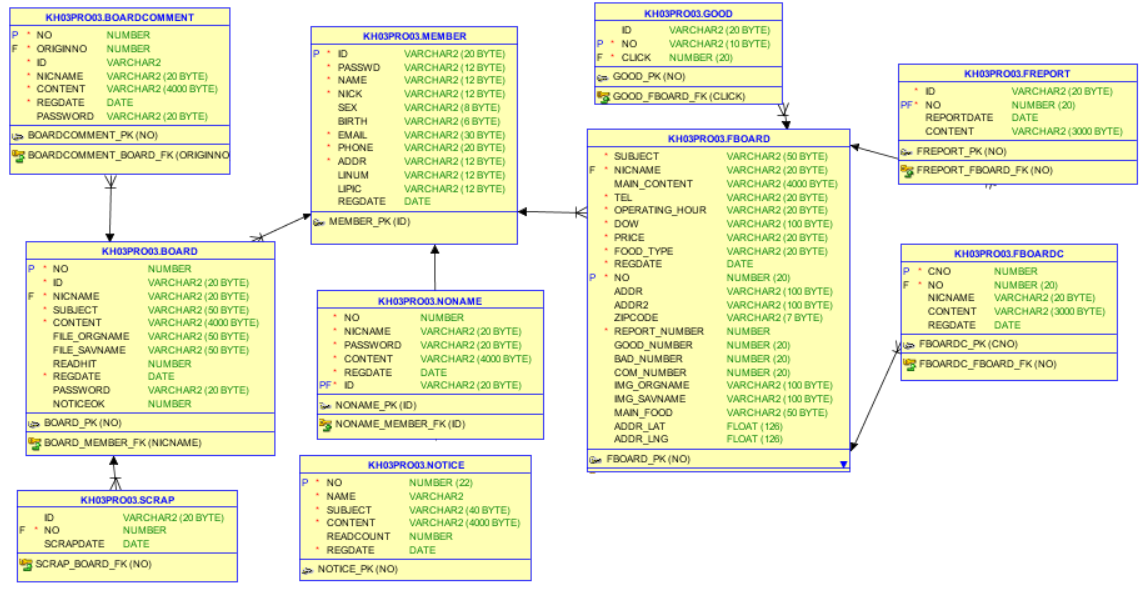 KH03PRO03.BOARDCOMMENT
P * NO NUMBER
F * ORIGINNO NUMBER
* ID VARCHAR2
* NICNAME VARCHAR2 (20 BYTE)
* CONTENT VARCHAR2 (4000 BYTE)
* REGDATE DATE
PASSWORD VARCHAR2 (20 BYTE)
BOARDCOMMENT_PK (NO)
BOARDCOMMENT_BOARD_FK (ORIGINNO
KH03PRO03.MEMBER
P * ID VARCHAR2 (20 BYTE)
* PASSWD VARCHAR2 (12 BYTE)
* NAME VARCHAR2 (12 BYTE)
* NICK VARCHAR2 (12 BYTE)
SEX VARCHAR2 (8 BYTE)
BIRTH VARCHAR2 (6 BYTE)
* EMAIL VARCHAR2 (30 BYTE)
* PHONE VARCHAR2 (20 BYTE)
* ADDR VARCHAR2 (12 BYTE)
LINUM VARCHAR2 (12 BYTE)
LIPIC VARCHAR2 (12 BYTE)
REGDATE DATE
MEMBER_PK (ID)
KH03PRO03.GOOD
ID VARCHAR2 (20 BYTE)
P * NO VARCHAR2 (10 BYTE)
F * CLICK NUMBER (20)
GOOD_PK (NO)
GOOD_FBOARD_FK (CLICK)
KH03PRO03.FREPORT
* ID VARCHAR2 (20 BYTE)
PF * NO NUMBER (20)
REPORTDATE DATE
CONTENT VARCHAR2 (3000 BYTE)
FREPORT_PK (NO)
FREPORT_FBOARD_FK (NO)
KH03PRO03.FBOARD
* SUBJECT VARCHAR2 (50 BYTE)
F * NICNAME VARCHAR2 (20 BYTE)
MAIN_CONTENT VARCHAR2 (4000 BYTE)
* TEL VARCHAR2 (20 BYTE)
* OPERATING_HOUR VARCHAR2 (20 BYTE)
* DOW VARCHAR2 (100 BYTE)
* PRICE VARCHAR2 (20 BYTE)
* FOOD_TYPE VARCHAR2 (20 BYTE)
* REGDATE DATE
P * NO NUMBER (20)
ADDR VARCHAR2 (100 BYTE)
ADDR2 VARCHAR2 (100 BYTE)
ZIPCODE VARCHAR2 (7 BYTE)
* REPORT_NUMBER NUMBER
GOOD_NUMBER NUMBER (20)
BAD_NUMBER NUMBER (20)
COM_NUMBER NUMBER (20)
IMG_ORGNAME VARCHAR2 (100 BYTE)
IMG_SAVNAME VARCHAR2 (100 BYTE)
MAIN_FOOD VARCHAR2 (50 BYTE)
ADDR_LAT FLOAT (126)
ADDR_LNG FLOAT (126)
FBOARD_PK (NO)
KH03PRO03.BOARD
P * NO NUMBER
* ID VARCHAR2 (20 BYTE)
F * NICNAME VARCHAR2 (20 BYTE)
* SUBJECT VARCHAR2 (50 BYTE)
* CONTENT VARCHAR2 (4000 BYTE)
FILE_ORGNAME VARCHAR2 (50 BYTE)
FILE_SAVNAME VARCHAR2 (50 BYTE)
READHIT NUMBER
* REGDATE DATE
PASSWORD VARCHAR2 (20 BYTE)
NOTICEOK NUMBER
BOARD_PK (NO)
BOARD_MEMBER_FK (NICNAME)
KH03PRO03.NONAME
* NO NUMBER
* NICNAME VARCHAR2 (20 BYTE)
* PASSWORD VARCHAR2 (20 BYTE)
* CONTENT VARCHAR2 (4000 BYTE)
* REGDATE DATE
PF * ID VARCHAR2 (20 BYTE)
NONAME_PK (ID)
NONAME_MEMBER_FK (ID)
KH03PRO03.FBOARDC
P * CNO NUMBER
F * NO NUMBER (20)
NICNAME VARCHAR2 (20 BYTE)
CONTENT VARCHAR2 (3000 BYTE)
REGDATE DATE
FBOARDC_PK (CNO)
FBOARDC_FBOARD_FK (NO)
KH03PRO03.SCRAP
ID VARCHAR2 (20 BYTE)
F * NO NUMBER
SCRAPDATE DATE
SCRAP_BOARD_FK (NO)
KH03PRO03.NOTICE
P * NO NUMBER (22)
* NAME VARCHAR2
* SUBJECT VARCHAR2 (40 BYTE)
* CONTENT VARCHAR2 (4000 BYTE)
READCOUNT NUMBER
* REGDATE DATE
NOTICE_PK (NO)